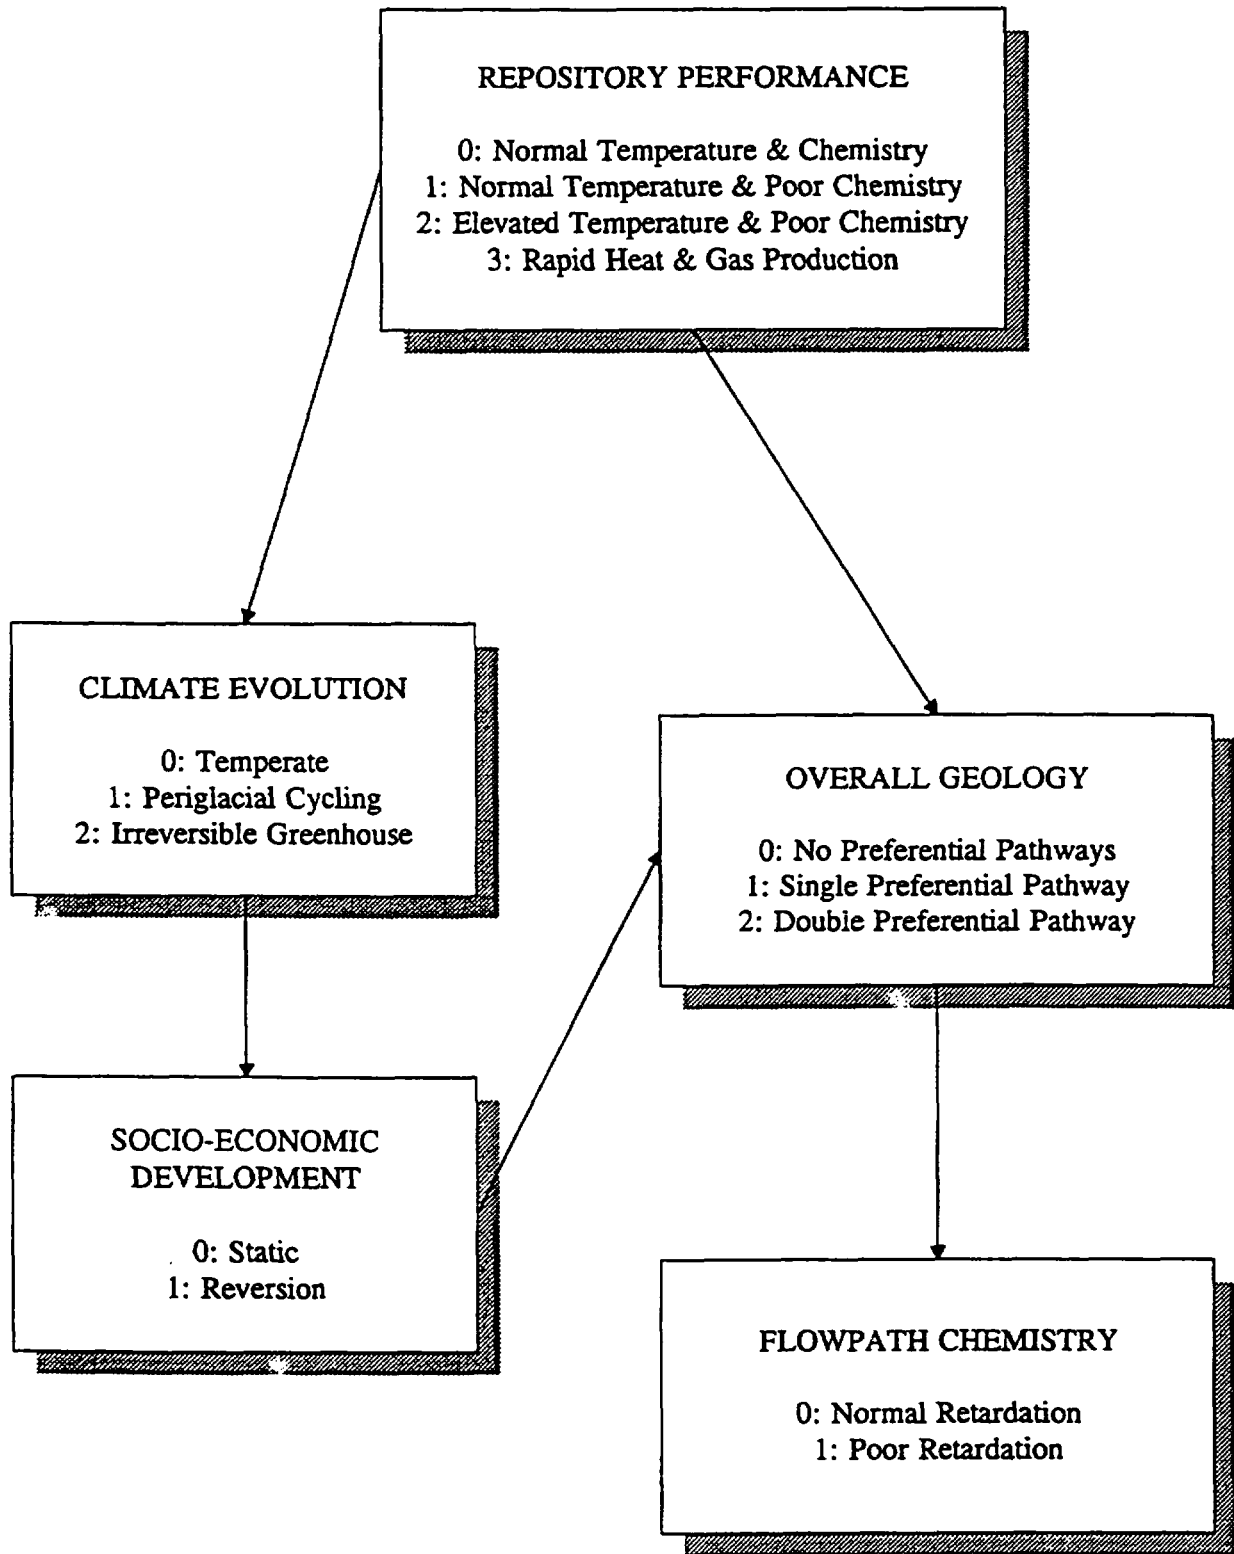 REPOSITORY PERFORMANCE
0: Normal Temperature & Chemistry
1: Normal Temperature & Poor Chemistry
2: Elevated Temperature & Poor Chemistry
3: Rapid Heat & Gas Production
CLIMATE EVOLUTION
0: Temperate
1: Periglacial Cycling
2: Irreversible Greenhouse
OVERALL GEOLOGY
0: No Preferential Pathways
1: Single Preferential Pathway
2: Double Preferential Pathway
SOCIO-ECONOMIC
DEVELOPMENT
0: Static
1: Reversion
FLOWPATH CHEMISTRY
0: Normal Retardation
1: Poor Retardation